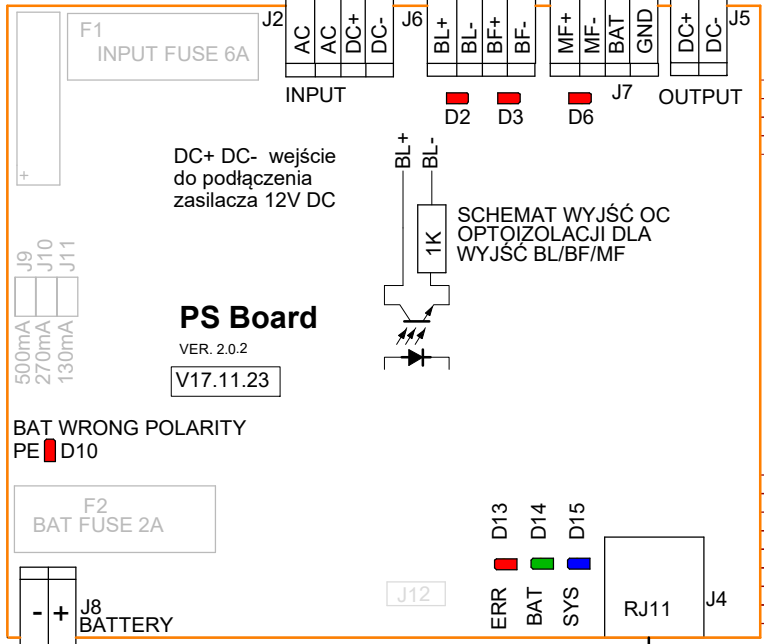 F1
INPUT FUSE 6A
J2
AC
AC
DC+
DC-
INPUT
J6
BL+
BL-
BF+
BF-
D2
D3
MF+
MF-
BAT
GND
D6
J7
DC+
DC-
J5
OUTPUT
+
DC+ DC- wejście
do podłączenia
zasilacza 12V DC
BL+
BL-
1K
SCHEMAT WYJŚĆ OC
OPTOIZOLACJI DLA
WYJŚĆ BL/BF/MF
J9
J10
J11
500mA
270mA
130mA
PS Board
VER. 2.0.2
V17.11.23
BAT WRONG POLARITY
PE D10
F2
BAT FUSE 2A
- +
J8
BATTERY
J12
D13
D14
D15
ERR
BAT
SYS
RJ11
J4